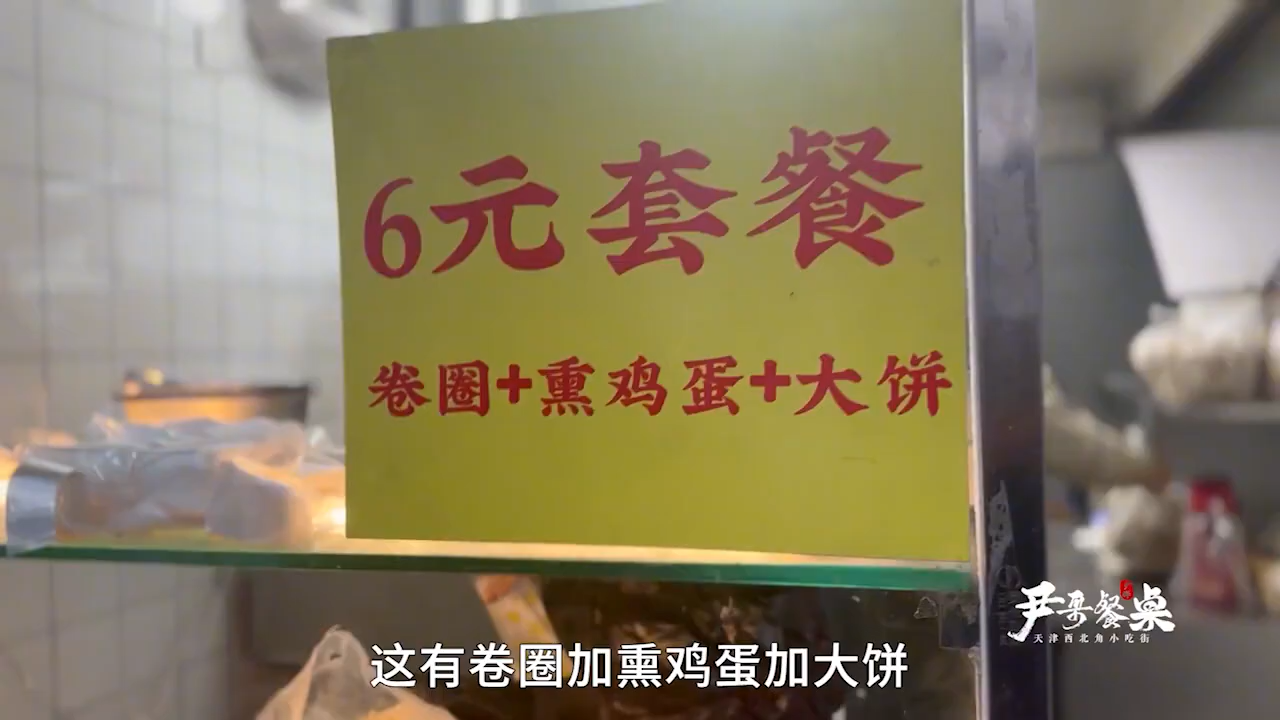 6元套餐
卷圈+熏鸡蛋+大饼
尹哥餐桌
天津西北角小吃街
这有卷圈加熏鸡蛋加大饼